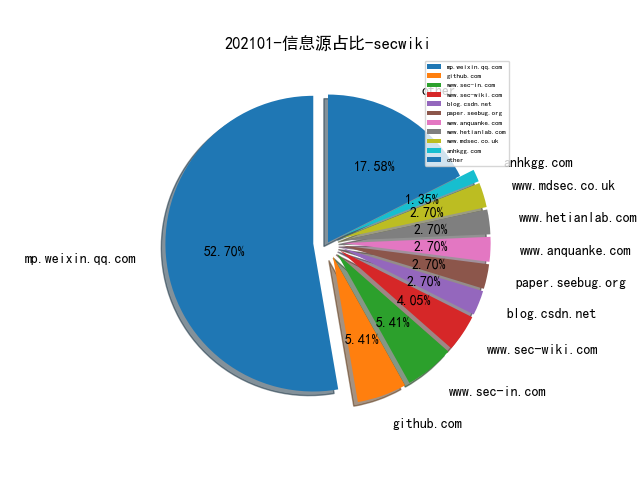 202101-信息源占比-secwiki
mp.weixin.qq.com
github.com
www.sec-in.com
www.sec-wiki.com
blog.csdn.net
paper.seebug.org
www.anquanke.com
www.hetianlab.com
www.mdsec.co.uk
anhkgg.com
other
17.58%
anhkgg.com
1.35%
www.mdsec.co.uk
2.70%
www.hetianlab.com
2.70%
www.anquanke.com
2.70%
52.70%
mp.weixin.qq.com
2.70%
paper.seebug.org
2.70%
blog.csdn.net
4.05%
www.sec-wiki.com
5.41%
www.sec-in.com
5.41%
github.com